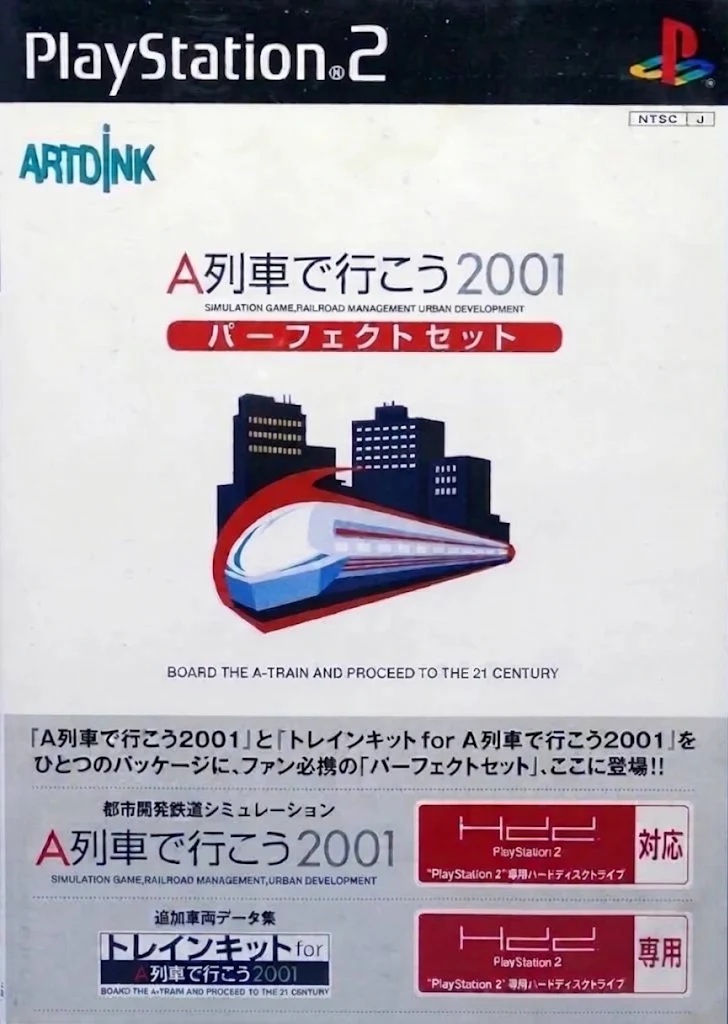 PlayStation®2
NTSC J
ARTDINK
A列車で行こう2001
SIMULATION GAME,RAILROAD MANAGEMENT URBAN DEVELOPMENT
パーフェクトセット
BOARD THE A-TRAIN AND PROCEED TO THE 21 CENTURY
『A列車で行こう2001』と『トレインキット for A列車で行こう2001』を
ひとつのパッケージに、ファン必携の「パーフェクトセット」、ここに登場!!
都市開発鉄道シミュレーション
A列車で行こう2001
SIMULATION GAME,RAILROAD MANAGEMENT,URBAN DEVELOPMENT
Hdd
PlayStation 2
"PlayStation 2"専用ハードディスクドライブ
対応
追加車両データ集
トレインキット for
A列車で行こう2001
BOARD THE A-TRAIN AND PROCEED TO THE 21 CENTURY
Hdd
PlayStation 2
"PlayStation 2"専用ハードディスクドライブ
専用